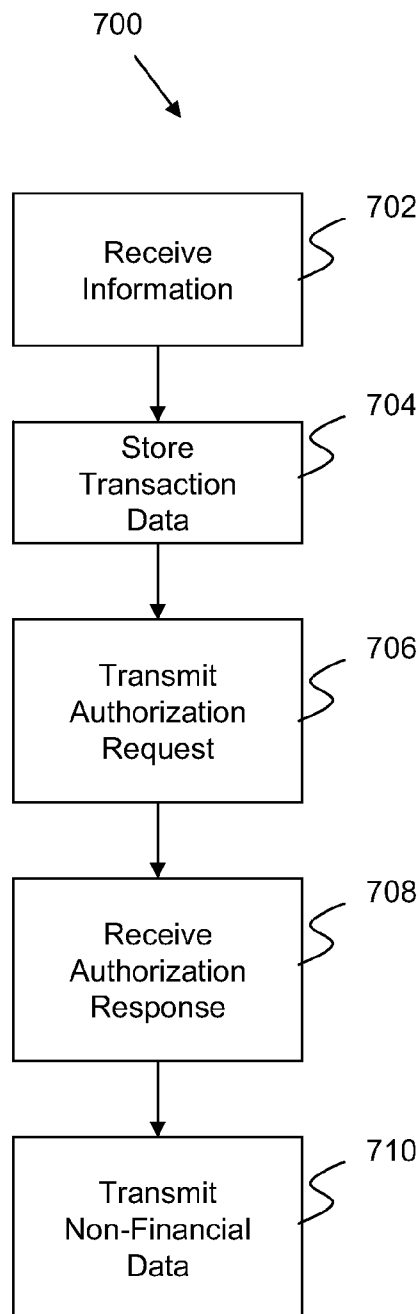 700
702
Receive
Information
704
Store
Transaction
Data
706
Transmit
Authorization
Request
708
Receive
Authorization
Response
710
Transmit
Non-Financial
Data